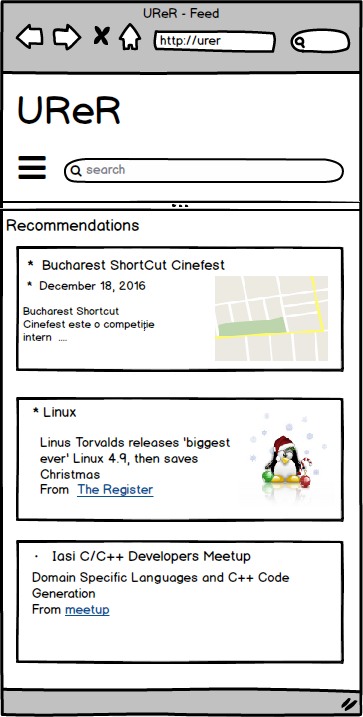 UReR - Feed
http://urer
UReR
search
Recommendations
* Bucharest ShortCut Cinefest
* December 18, 2016
Bucharest Shortcut
Cinefest este o competiţie
intern ....
* Linux
Linus Torvalds releases 'biggest
ever' Linux 4.9, then saves
Christmas
From The Register
· Iasi C/C++ Developers Meetup
Domain Specific Languages and C++ Code
Generation
From meetup